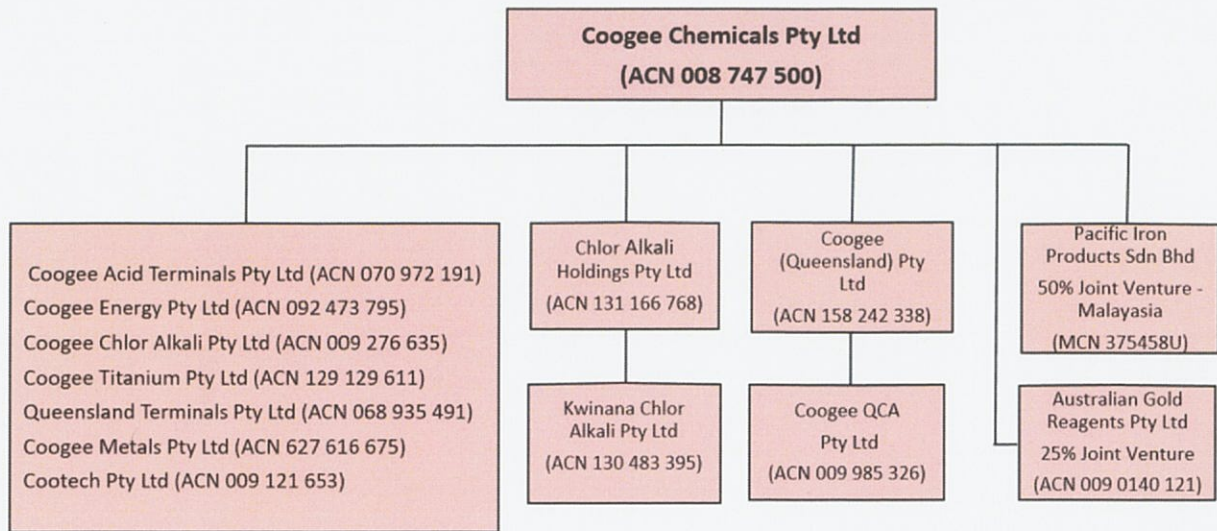 Coogee Chemicals Pty Ltd
(ACN 008 747 500)
Coogee Acid Terminals Pty Ltd (ACN 070 972 191)
Coogee Energy Pty Ltd (ACN 092 473 795)
Coogee Chlor Alkali Pty Ltd (ACN 009 276 635)
Coogee Titanium Pty Ltd (ACN 129 129 611)
Queensland Terminals Pty Ltd (ACN 068 935 491)
Coogee Metals Pty Ltd (ACN 627 616 675)
Cootech Pty Ltd (ACN 009 121 653)
Chlor Alkali
Holdings Pty Ltd
(ACN 131 166 768)
Kwinana Chlor
Alkali Pty Ltd
(ACN 130 483 395)
Coogee
(Queensland) Pty
Ltd
(ACN 158 242 338)
Coogee QCA
Pty Ltd
(ACN 009 985 326)
Pacific Iron
Products Sdn Bhd
50% Joint Venture -
Malayasia
(MCN 375458U)
Australian Gold
Reagents Pty Ltd
25% Joint Venture
(ACN 009 0140 121)